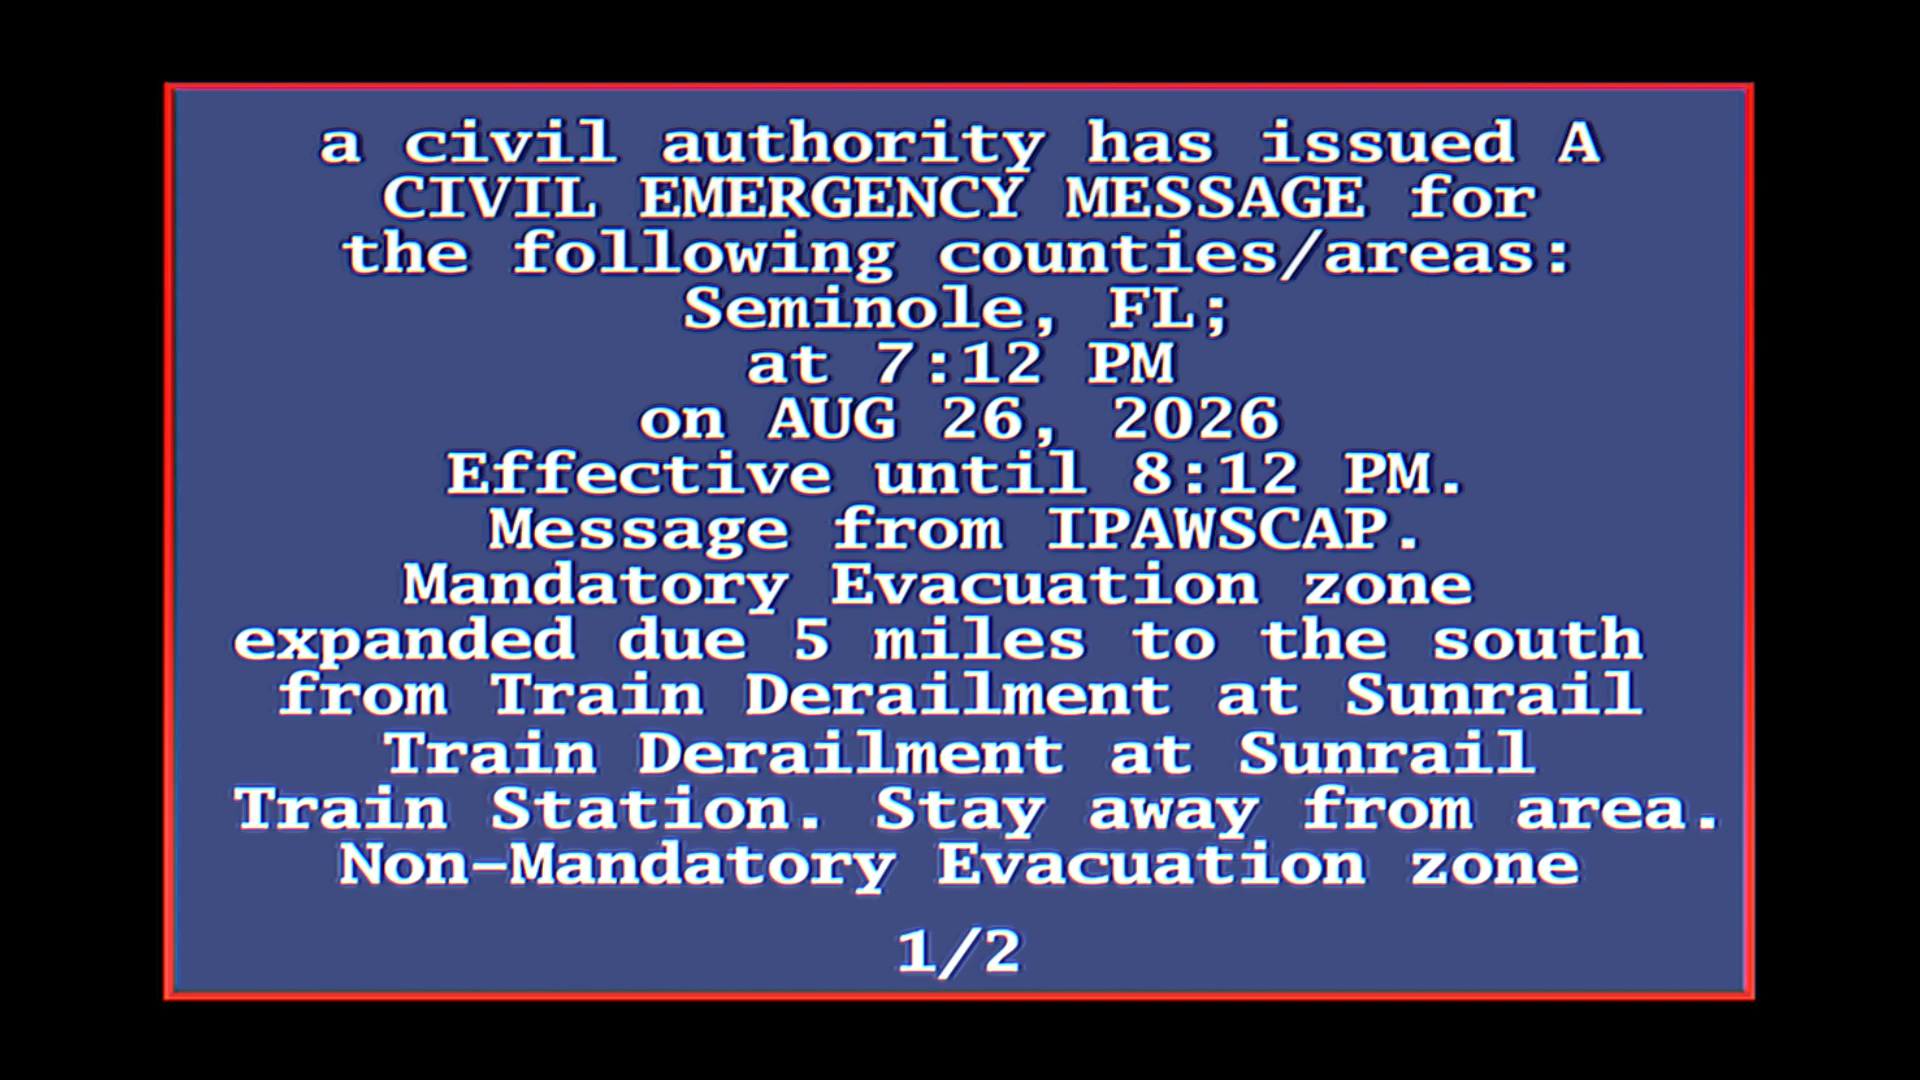 a civil authority has issued A
CIVIL EMERGENCY MESSAGE for
the following counties/areas:
Seminole, FL;
at 7:12 PM
on AUG 26, 2026
Effective until 8:12 PM.
Message from IPAWSCAP.
Mandatory Evacuation zone
expanded due 5 miles to the south
from Train Derailment at Sunrail
Train Derailment at Sunrail
Train Station. Stay away from area.
Non-Mandatory Evacuation zone
1/2